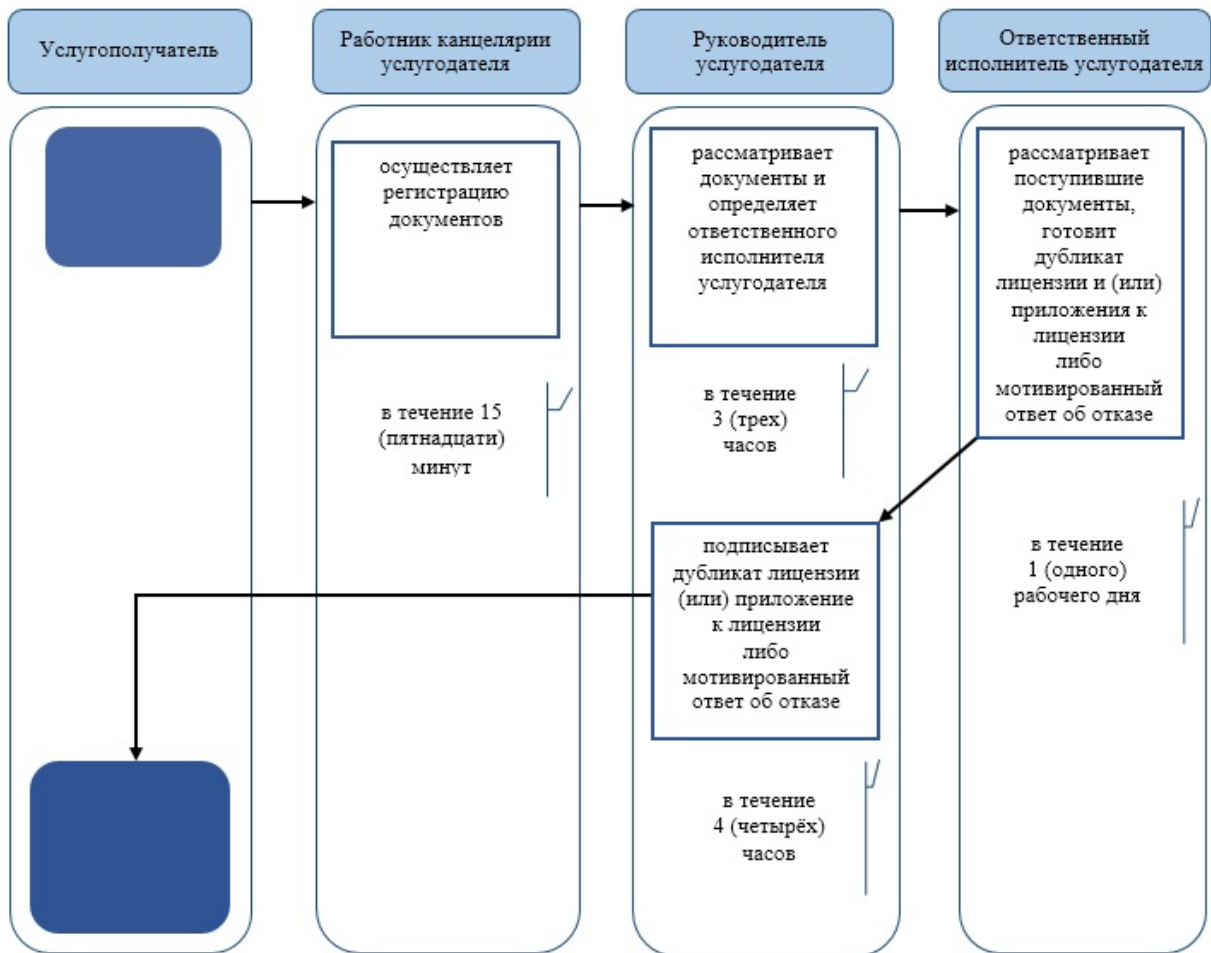 Услугополучатель
Работник канцелярии
услугодателя
Руководитель
услугодателя
Ответственный
исполнитель услугодателя
осуществляет
регистрацию
документов
в течение 15
(пятнадцати)
минут
рассматривает
документы и
определяет
ответственного
исполнителя
услугодателя
в течение
3 (трех)
часов
рассматривает
поступившие
документы,
готовит
дубликат
лицензии и (или)
приложения к
лицензии
либо
мотивированный
ответ об отказе
в течение
1 (одного)
рабочего дня
подписывает
дубликат лицензии
(или) приложение
к лицензии
либо
мотивированный
ответ об отказе
в течение
4 (четырёх)
часов